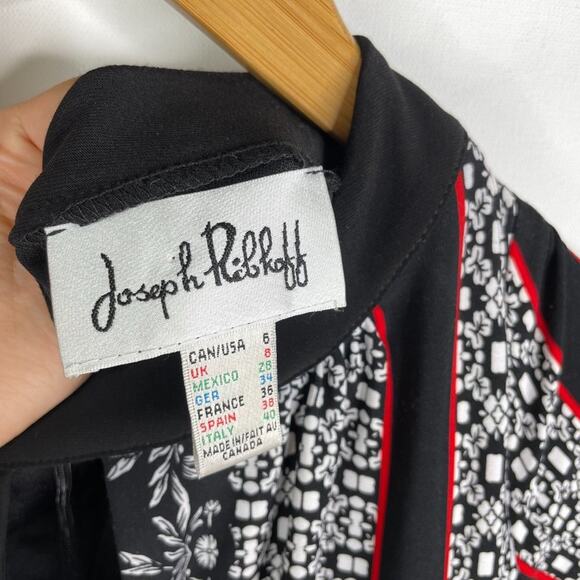 Joseph Ribkoff
CAN/USA 6
UK 8
MEXICO 28
GER 34
FRANCE 36
SPAIN 38
ITALY 40
MADE IN/FAIT AU
CANADA